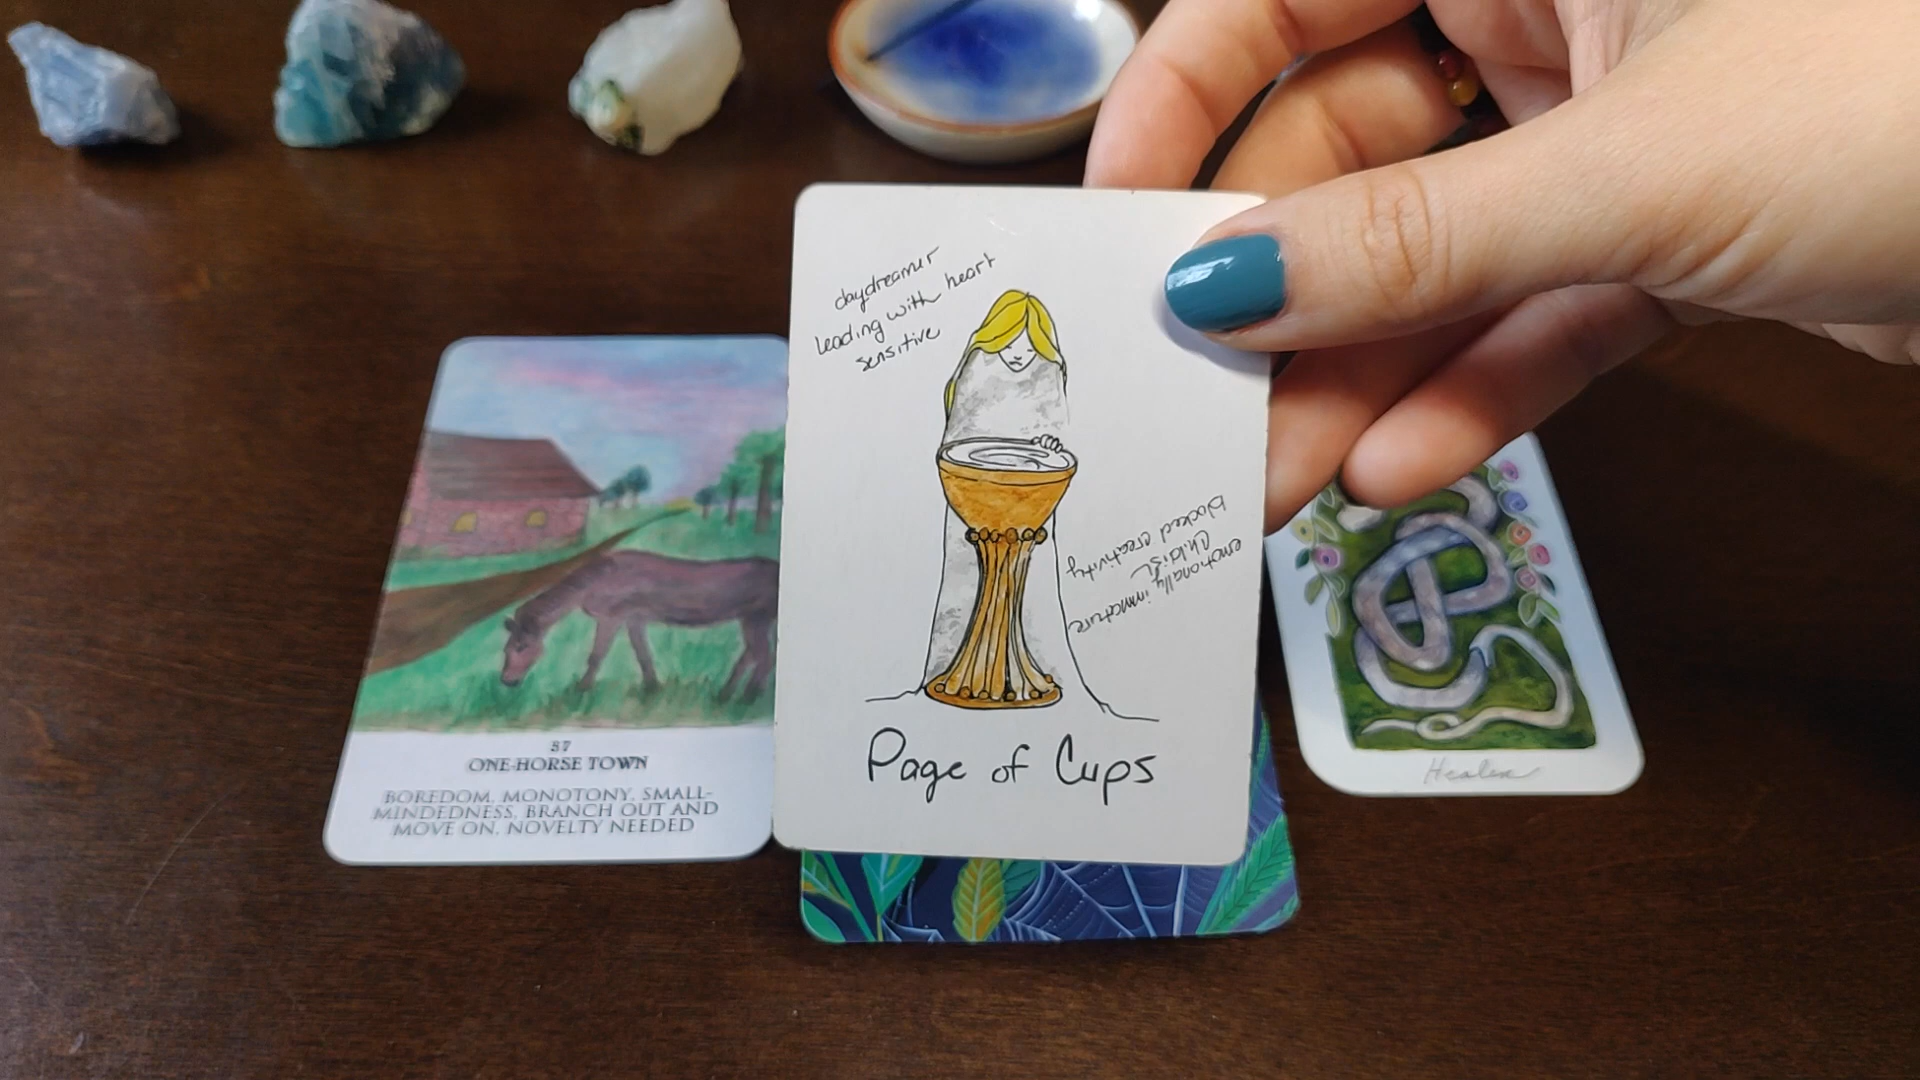 daydreamer
leading with heart
sensitive
blocked creativity
childish
emotionally immature
Page of Cups
57
ONE-HORSE TOWN
BOREDOM, MONOTONY, SMALL-
MINDEDNESS, BRANCH OUT AND
MOVE ON, NOVELTY NEEDED
Healer